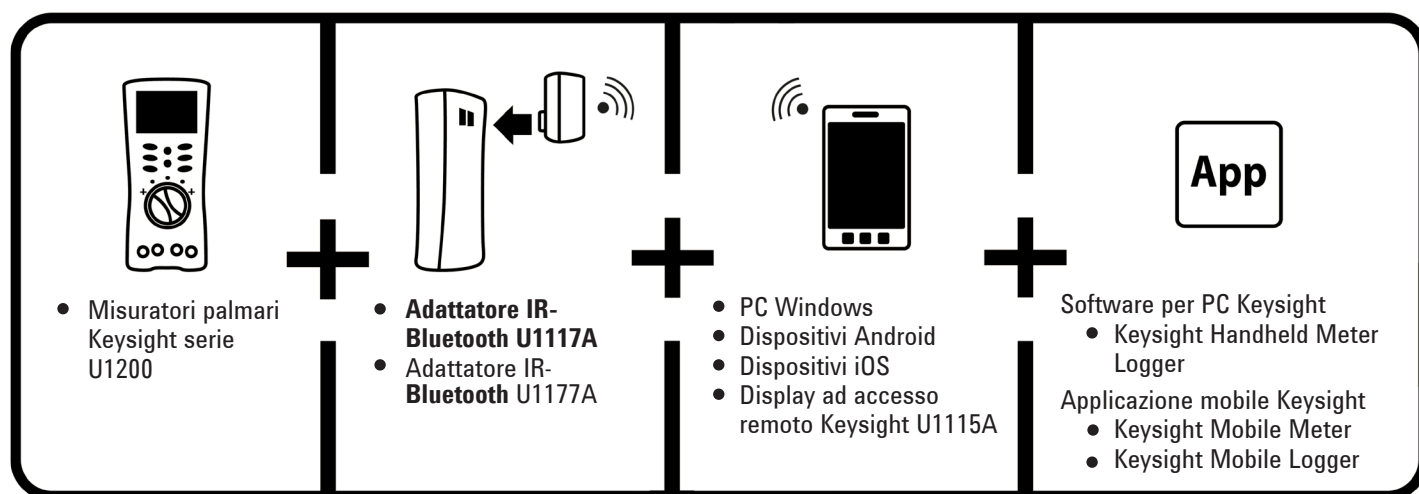 Misuratori palmari
Keysight serie
U1200
Adattatore IR-
Bluetooth U1117A
Adattatore IR-
Bluetooth U1177A
PC Windows
Dispositivi Android
Dispositivi iOS
Display ad accesso
remoto Keysight U1115A
App
Software per PC Keysight
Keysight Handheld Meter
Logger
Applicazione mobile Keysight
Keysight Mobile Meter
Keysight Mobile Logger